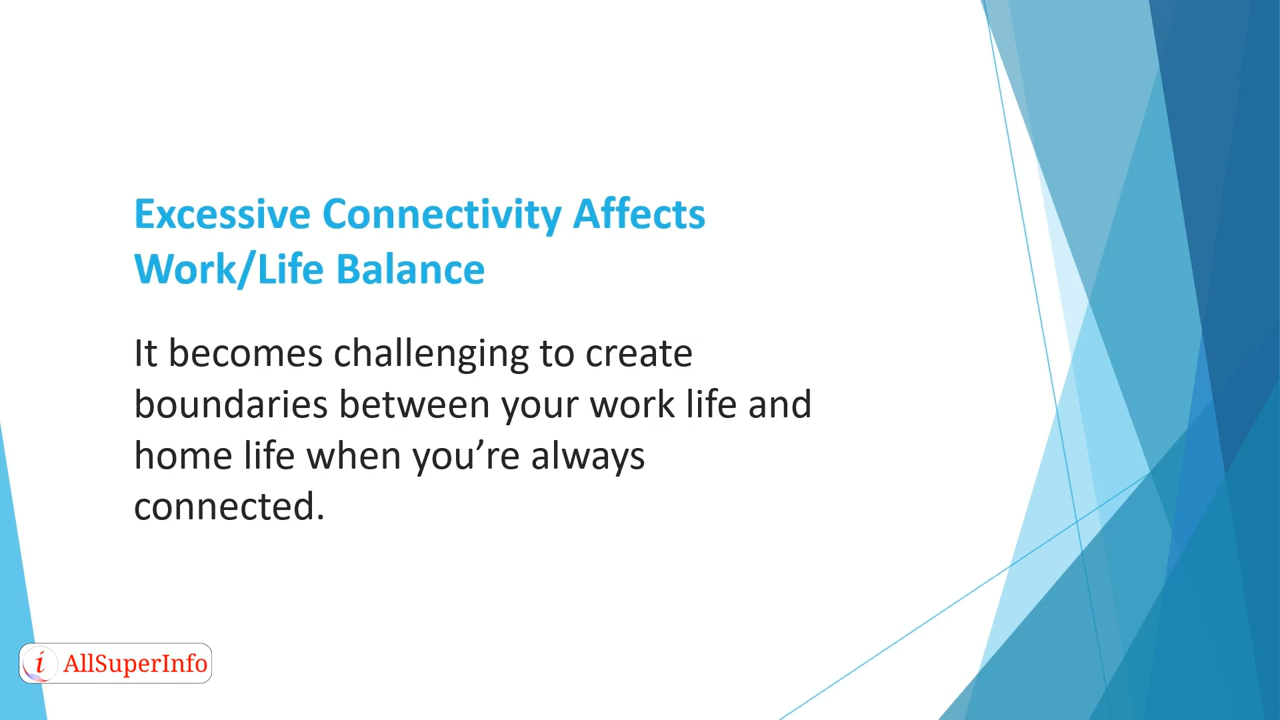 Excessive Connectivity Affects
Work/Life Balance
It becomes challenging to create
boundaries between your work life and
home life when you’re always
connected.
i AllSuperInfo